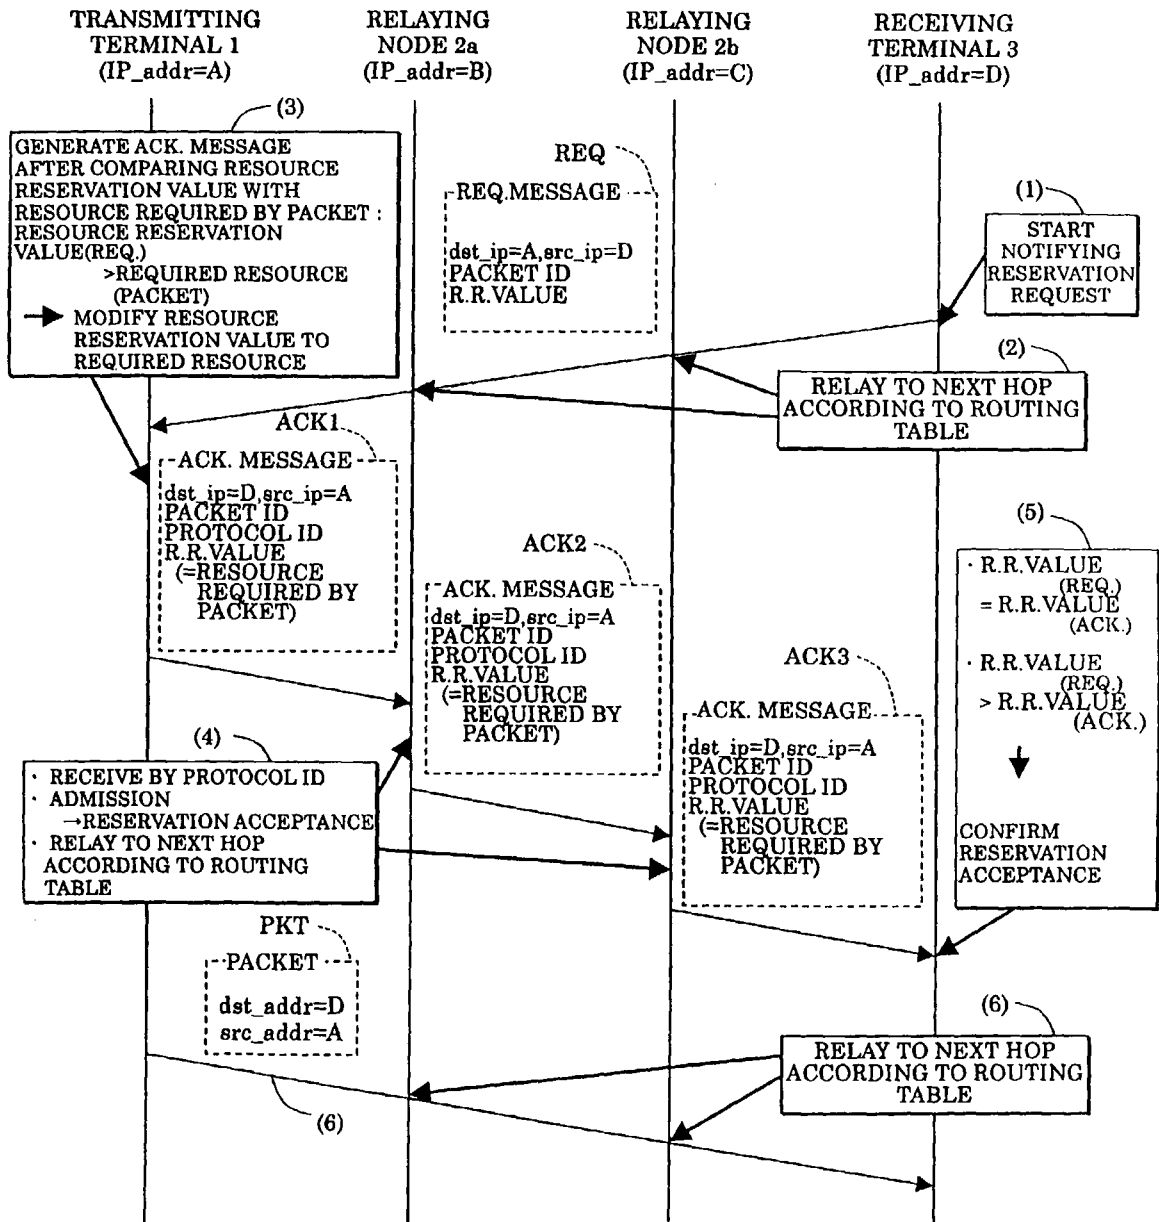 TRANSMITTING
TERMINAL 1
(IP_addr=A)
RELAYING
NODE 2a
(IP_addr=B)
RELAYING
NODE 2b
(IP_addr=C)
RECEIVING
TERMINAL 3
(IP_addr=D)
(3)
GENERATE ACK. MESSAGE
AFTER COMPARING RESOURCE
RESERVATION VALUE WITH
RESOURCE REQUIRED BY PACKET :
RESOURCE RESERVATION
VALUE(REQ.)
>REQUIRED RESOURCE
(PACKET)
→ MODIFY RESOURCE
RESERVATION VALUE TO
REQUIRED RESOURCE
REQ
REQ.MESSAGE
dst_ip=A,src_ip=D
PACKET ID
R.R.VALUE
(1)
START
NOTIFYING
RESERVATION
REQUEST
(2)
RELAY TO NEXT HOP
ACCORDING TO ROUTING
TABLE
ACK1
ACK. MESSAGE
dst_ip=D,src_ip=A
PACKET ID
PROTOCOL ID
R.R.VALUE
(=RESOURCE
REQUIRED BY
PACKET)
ACK2
ACK. MESSAGE
dst_ip=D,src_ip=A
PACKET ID
PROTOCOL ID
R.R.VALUE
(=RESOURCE
REQUIRED BY
PACKET)
ACK3
ACK. MESSAGE
dst_ip=D,src_ip=A
PACKET ID
PROTOCOL ID
R.R.VALUE
(=RESOURCE
REQUIRED BY
PACKET)
(5)
· R.R.VALUE
(REQ.)
= R.R.VALUE
(ACK.)
· R.R.VALUE
(REQ.)
> R.R.VALUE
(ACK.)
CONFIRM
RESERVATION
ACCEPTANCE
(4)
· RECEIVE BY PROTOCOL ID
· ADMISSION
→RESERVATION ACCEPTANCE
· RELAY TO NEXT HOP
ACCORDING TO ROUTING
TABLE
PKT
PACKET
dst_addr=D
src_addr=A
(6)
(6)
RELAY TO NEXT HOP
ACCORDING TO ROUTING
TABLE